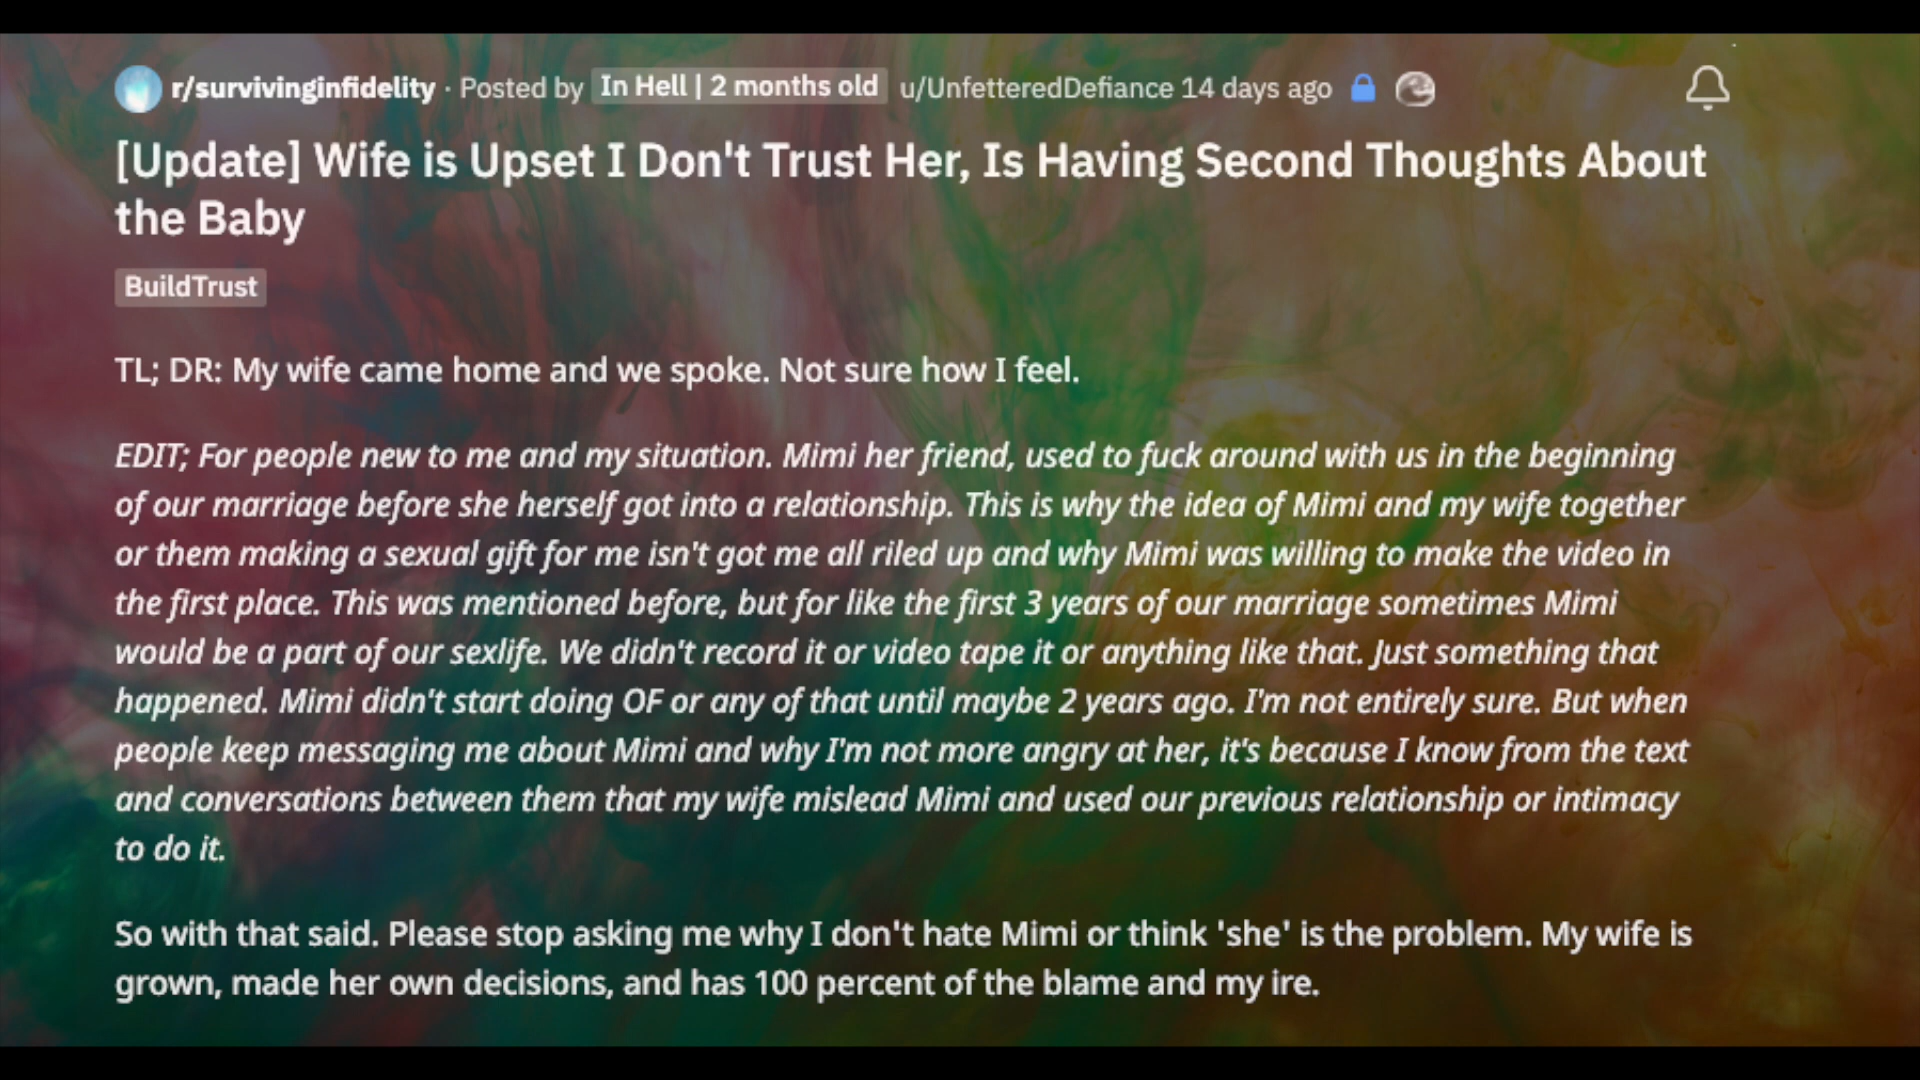 r/survivinginfidelity · Posted by In Hell | 2 months old u/UnfetteredDefiance 14 days ago
[Update] Wife is Upset I Don't Trust Her, Is Having Second Thoughts About
the Baby
BuildTrust
TL; DR: My wife came home and we spoke. Not sure how I feel.
EDIT; For people new to me and my situation. Mimi her friend, used to fuck around with us in the beginning
of our marriage before she herself got into a relationship. This is why the idea of Mimi and my wife together
or them making a sexual gift for me isn't got me all riled up and why Mimi was willing to make the video in
the first place. This was mentioned before, but for like the first 3 years of our marriage sometimes Mimi
would be a part of our sexlife. We didn't record it or video tape it or anything like that. Just something that
happened. Mimi didn't start doing OF or any of that until maybe 2 years ago. I'm not entirely sure. But when
people keep messaging me about Mimi and why I'm not more angry at her, it's because I know from the text
and conversations between them that my wife mislead Mimi and used our previous relationship or intimacy
to do it.
So with that said. Please stop asking me why I don't hate Mimi or think 'she' is the problem. My wife is
grown, made her own decisions, and has 100 percent of the blame and my ire.